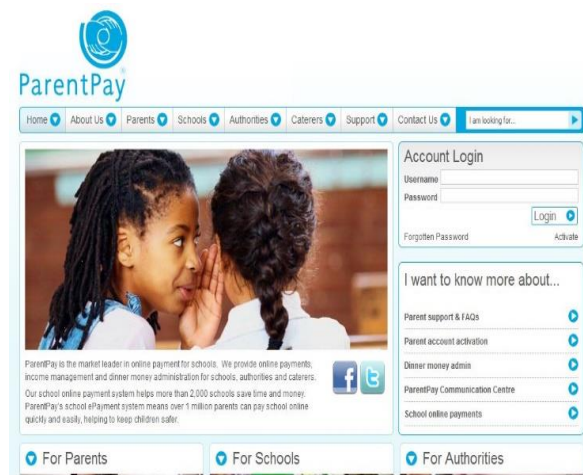 ParentPay
Home About Us Parents Schools Authorities Caterers Support Contact Us I am looking for...
Account Login
Username
Password
Login
Forgotten Password Activate
I want to know more about...
Parent support & FAQs
Parent account activation
Dinner money admin
ParentPay Communication Centre
School online payments
ParentPay is the market leader in online payment for schools. We provide online payments,
income management and dinner money administration for schools, authorities and caterers.
Our school online payment system helps more than 2,000 schools save time and money.
ParentPay's school ePayment system means over 1 million parents can pay school online
quickly and easily, helping to keep children safer.
For Parents For Schools For Authorities